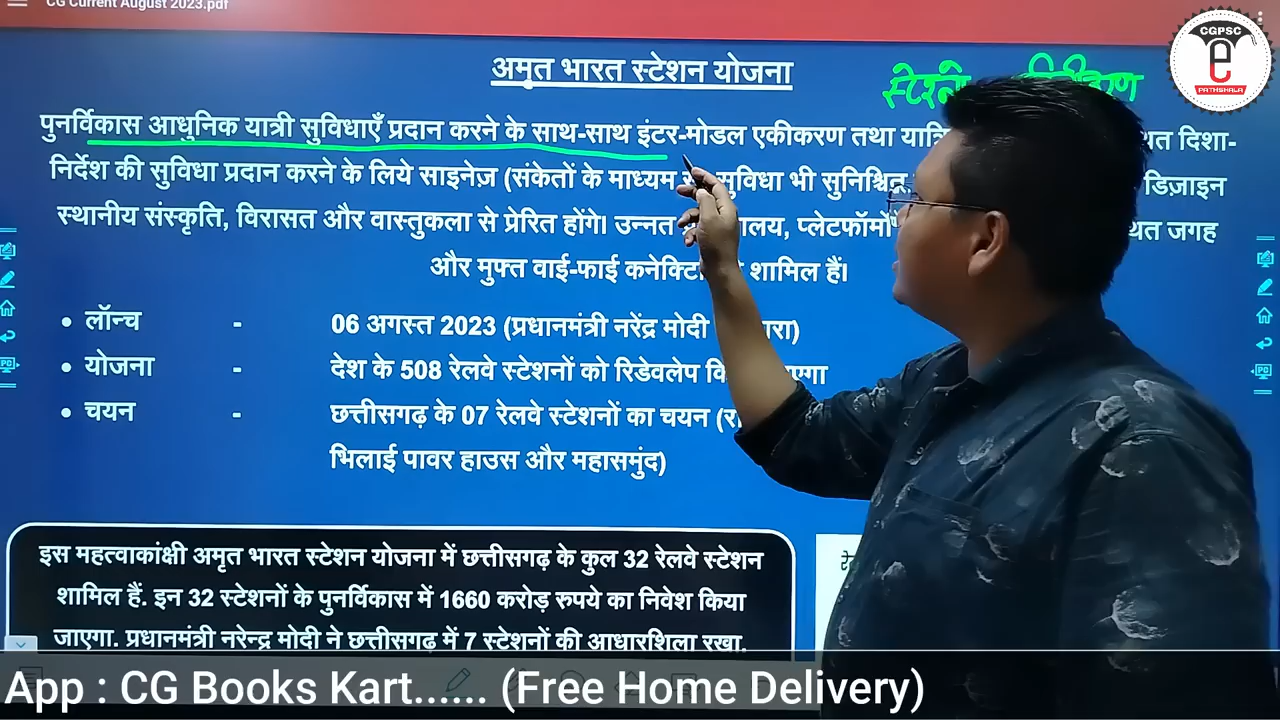 CG Current August 2023.pdf
CGPSC
e
PATHSHALA
अमृत भारत स्टेशन योजना
पुनर्विकास आधुनिक यात्री सुविधाएँ प्रदान करने के साथ-साथ इंटर-मोडल एकीकरण तथा दिशा-
निर्देश की सुविधा प्रदान करने के लिये साइनेज़ (संकेतों के माध्यम सुविधा भी डिज़ाइन
स्थानीय संस्कृति, विरासत और वास्तुकला से प्रेरित होंगे। उन्नत जगह
और मुफ्त वाई-फाई शामिल हैं।
• लॉन्च - 06 अगस्त 2023 (प्रधानमंत्री नरेंद्र मोदी
• योजना - देश के 508 रेलवे स्टेशनों को रिडेवलेप
• चयन - छत्तीसगढ़ के 07 रेलवे स्टेशनों का चयन
भिलाई पावर हाउस और महासमुंद)
इस महत्वाकांक्षी अमृत भारत स्टेशन योजना में छत्तीसगढ़ के कुल 32 रेलवे स्टेशन
शामिल हैं. इन 32 स्टेशनों के पुनर्विकास में 1660 करोड़ रुपये का निवेश किया
जाएगा. प्रधानमंत्री नरेन्द्र मोदी ने छत्तीसगढ़ में 7 स्टेशनों की आधारशिला रखा.
App : CG Books Kart...... (Free Home Delivery)